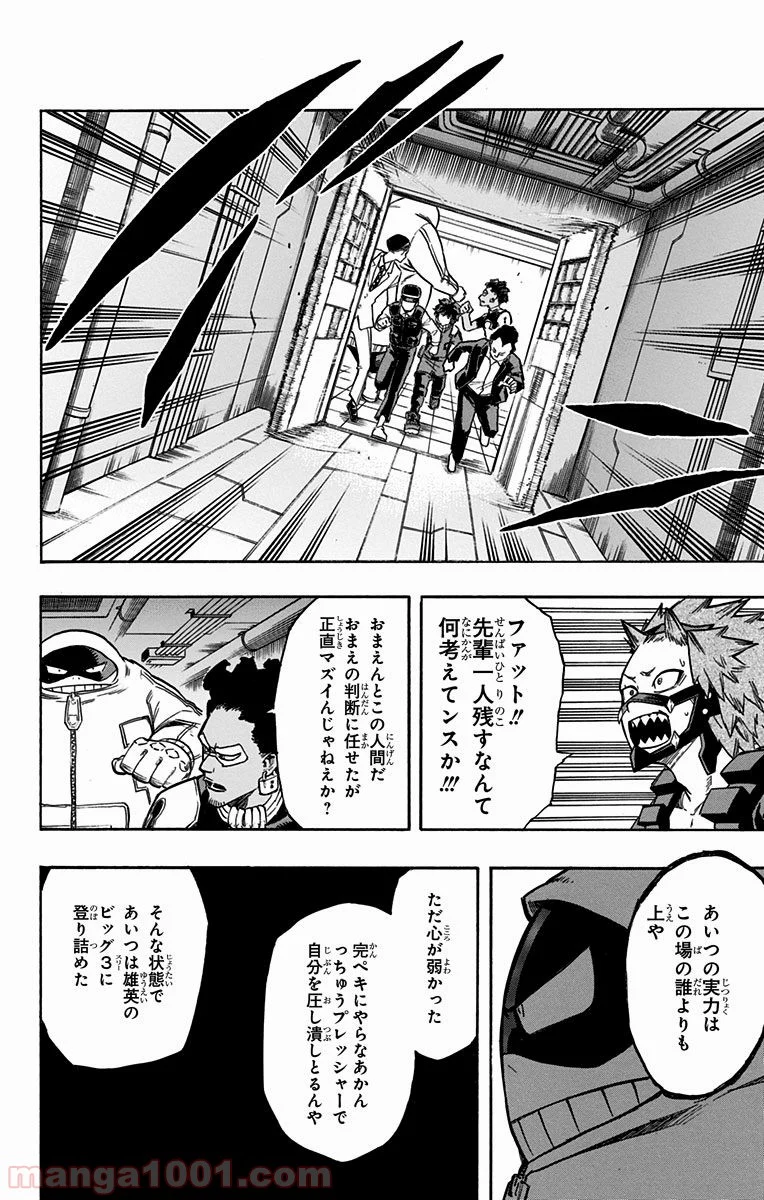 ファット!!
先輩一人残すなんて
何考えてンスか!!!
おまえんとこの人間だ
おまえの判断に任せたが
正直マズイんじゃねえか?
あいつの実力は
この場の誰よりも
上や
ただ心が弱かった
完ペキにやらなあかん
っちゅうプレッシャーで
自分を圧し潰しとるんや
そんな状態で
あいつは雄英の
ビッグ3に
登り詰めた
manga1001.com